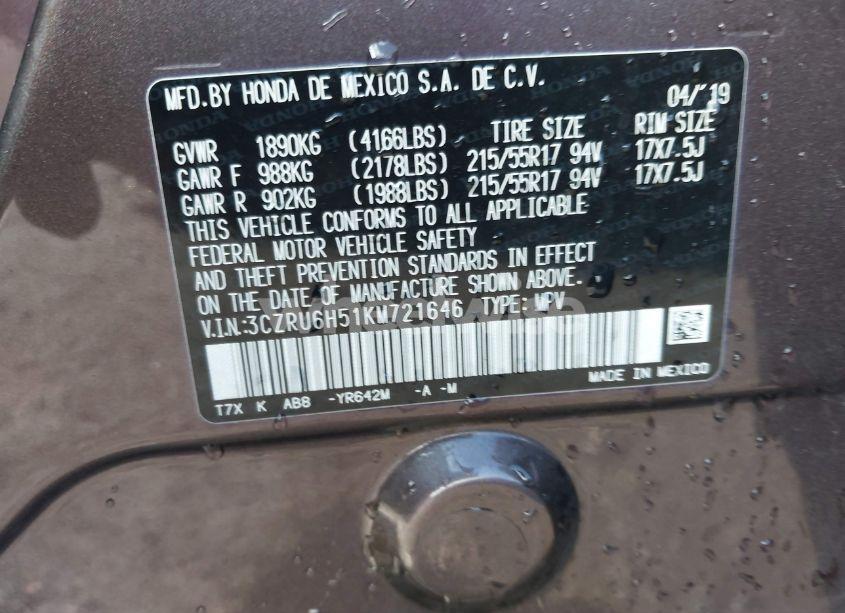 MFD.BY HONDA DE MEXICO S.A. DE C.V.
04/'19
GVWR 1890KG (4166LBS) TIRE SIZE RIM SIZE
GAWR F 988KG (2178LBS) 215/55R17 94V 17X7.5J
GAWR R 902KG (1988LBS) 215/55R17 94V 17X7.5J
THIS VEHICLE CONFORMS TO ALL APPLICABLE
FEDERAL MOTOR VEHICLE SAFETY
AND THEFT PREVENTION STANDARDS IN EFFECT
ON THE DATE OF MANUFACTURE SHOWN ABOVE.
V.I.N:3CZRU6H51KM721646 TYPE: MPV
MADE IN MEXICO
T7X K AB8 -YR642M -A -M